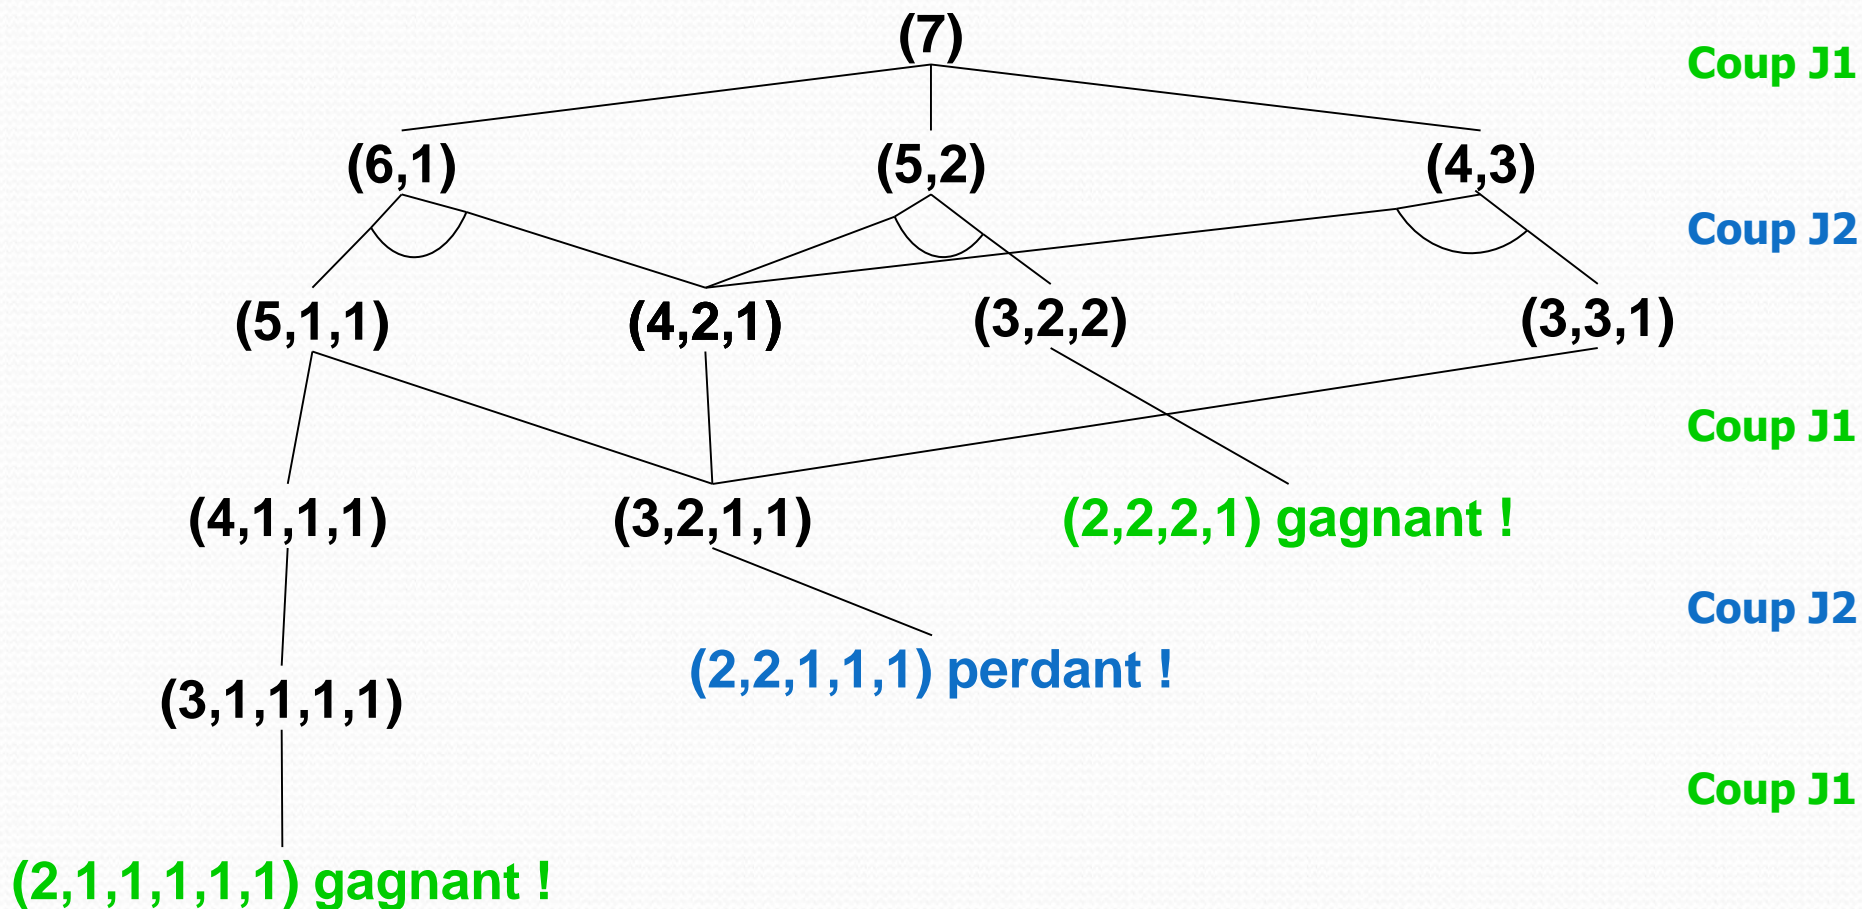 (7)
Coup J1
(6,1) (5,2) (4,3)
Coup J2
(5,1,1) (4,2,1) (3,2,2) (3,3,1)
Coup J1
(4,1,1,1) (3,2,1,1) (2,2,2,1) gagnant !
Coup J2
(2,2,1,1,1) perdant !
(3,1,1,1,1)
Coup J1
(2,1,1,1,1,1) gagnant !